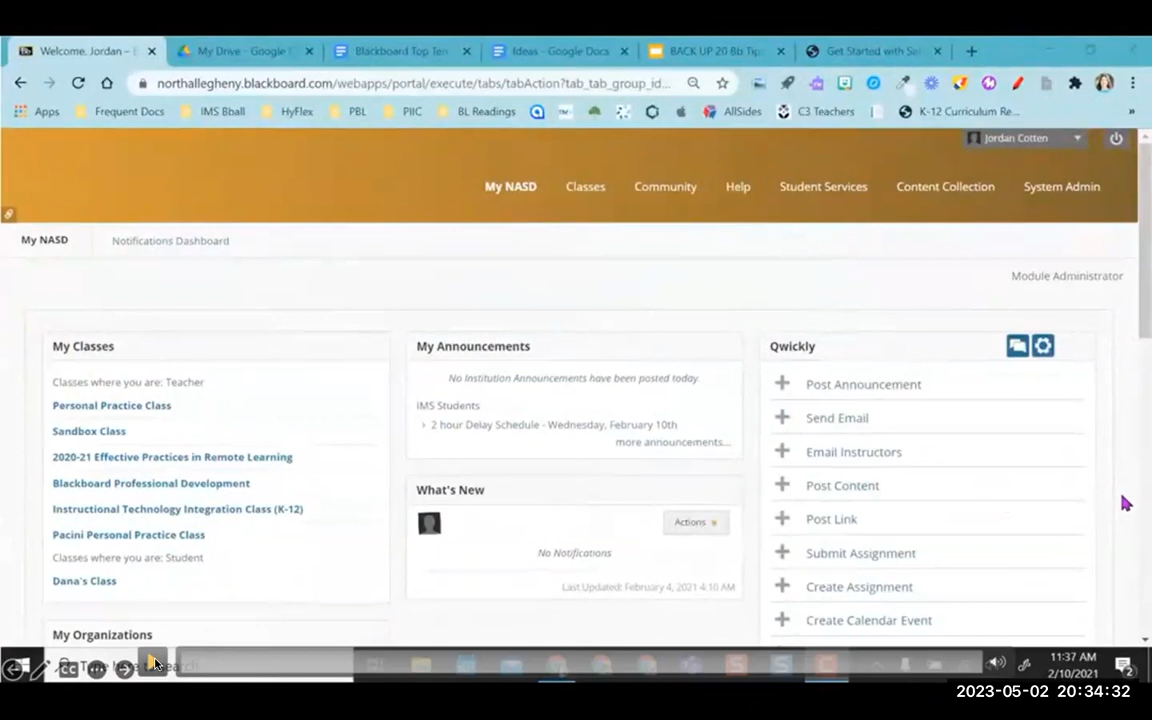 Welcome, Jordan –
My Drive - Google
Blackboard Top Ten
Ideas - Google Docs
BACK UP 20 Bb Tip
Get Started with
northallegheny.blackboard.com/webapps/portal/execute/tabs/tabAction?tab_tab_group_id...
Apps
Frequent Docs
IMS Bball
HyFlex
PBL
PIIC
BL Readings
AllSides
C3 Teachers
K-12 Curriculum Re...
»
Jordan Cotten
My NASD
Classes
Community
Help
Student Services
Content Collection
System Admin
My NASD
Notifications Dashboard
Module Administrator
My Classes
Classes where you are: Teacher
Personal Practice Class
Sandbox Class
2020-21 Effective Practices in Remote Learning
Blackboard Professional Development
Instructional Technology Integration Class (K-12)
Pacini Personal Practice Class
Classes where you are: Student
Dana's Class
My Organizations
My Announcements
No Institution Announcements have been posted today.
IMS Students
2 hour Delay Schedule - Wednesday, February 10th
more announcements...
What's New
Actions
No Notifications
Last Updated: February 4, 2021 4:10 AM
Qwickly
Post Announcement
Send Email
Email Instructors
Post Content
Post Link
Submit Assignment
Create Assignment
Create Calendar Event
Type here to search
CC
11:37 AM
2/10/2021
2
2023-05-02 20:34:32